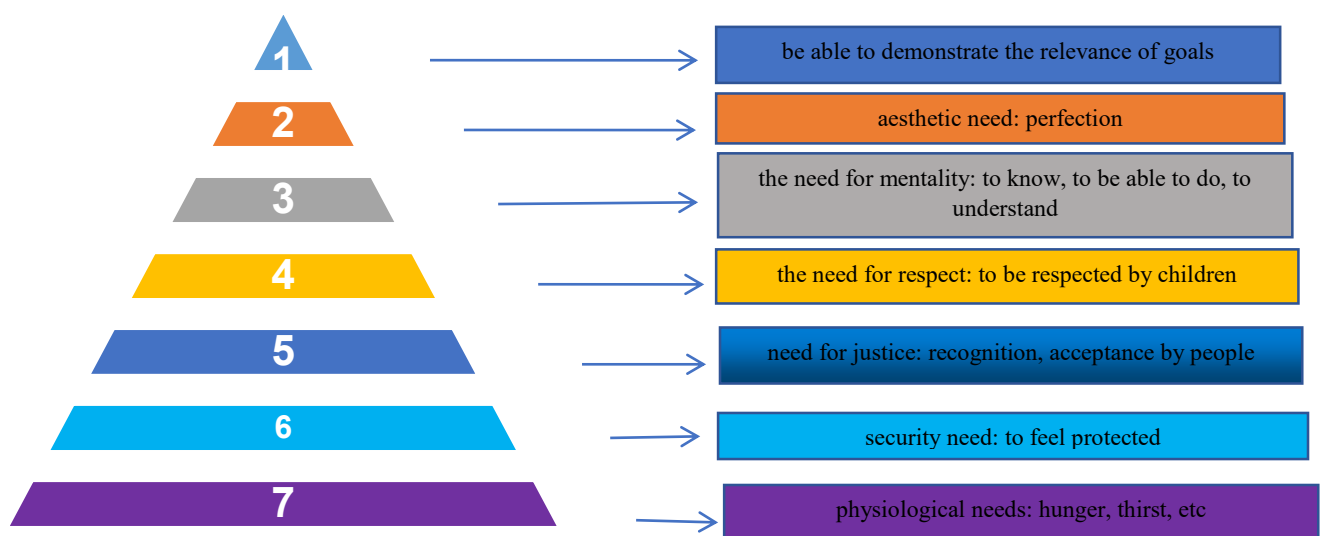 1
be able to demonstrate the relevance of goals
2
aesthetic need: perfection
3
the need for mentality: to know, to be able to do, to
understand
4
the need for respect: to be respected by children
5
need for justice: recognition, acceptance by people
6
security need: to feel protected
7
physiological needs: hunger, thirst, etc